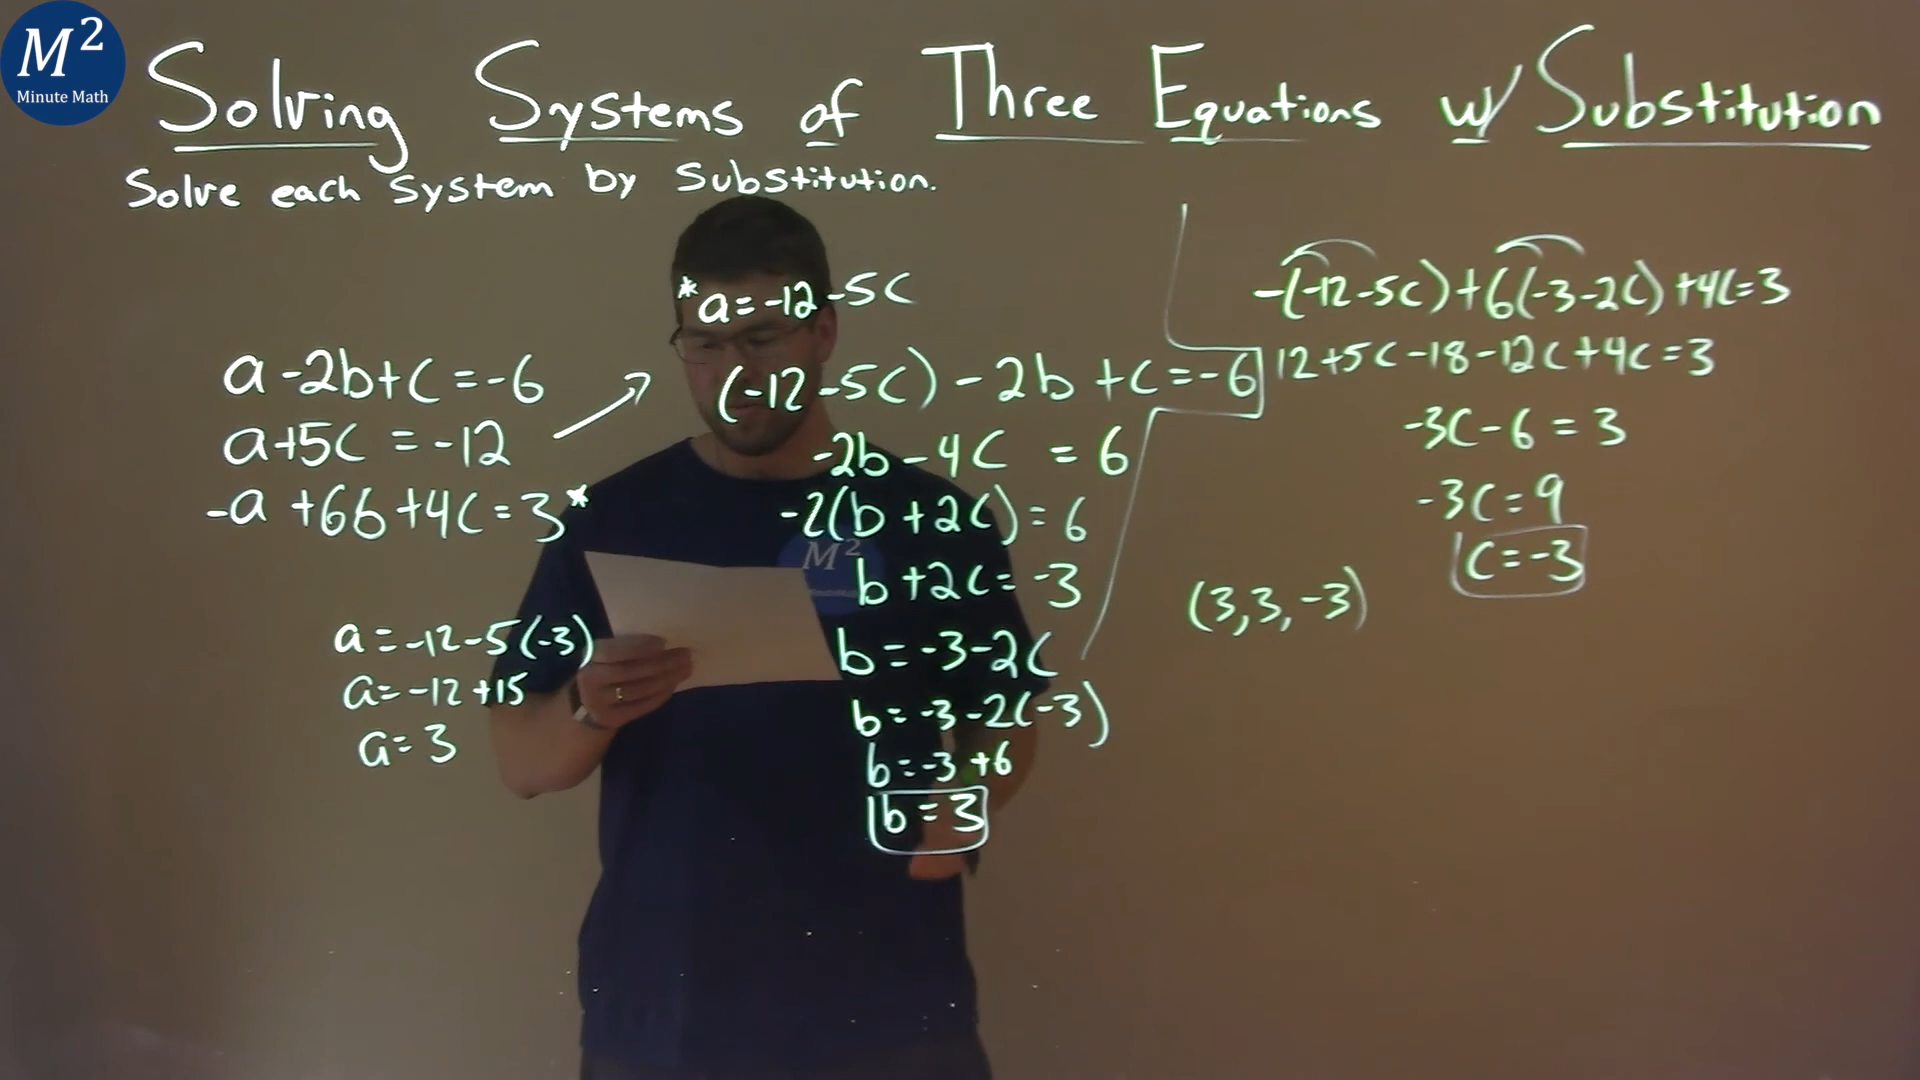 M²
Minute Math
Solving Systems of Three Equations w/ Substitution
Solve each system by substitution.
a-2b+c=-6
a+5c=-12
-a+6b+4c=3*
a=-12-5(-3)
a=-12+15
a=3
*a=-12-5c
(-12-5c)-2b+c=-6
-2b-4c=6
-2(b+2c)=6
b+2c=-3
b=-3-2c
b=-3-2(-3)
b=-3+6
b=3
-(-12-5c)+6(-3-2c)+4c=3
12+5c-18-12c+4c=3
-3c-6=3
-3c=9
c=-3
(3,3,-3)
M²